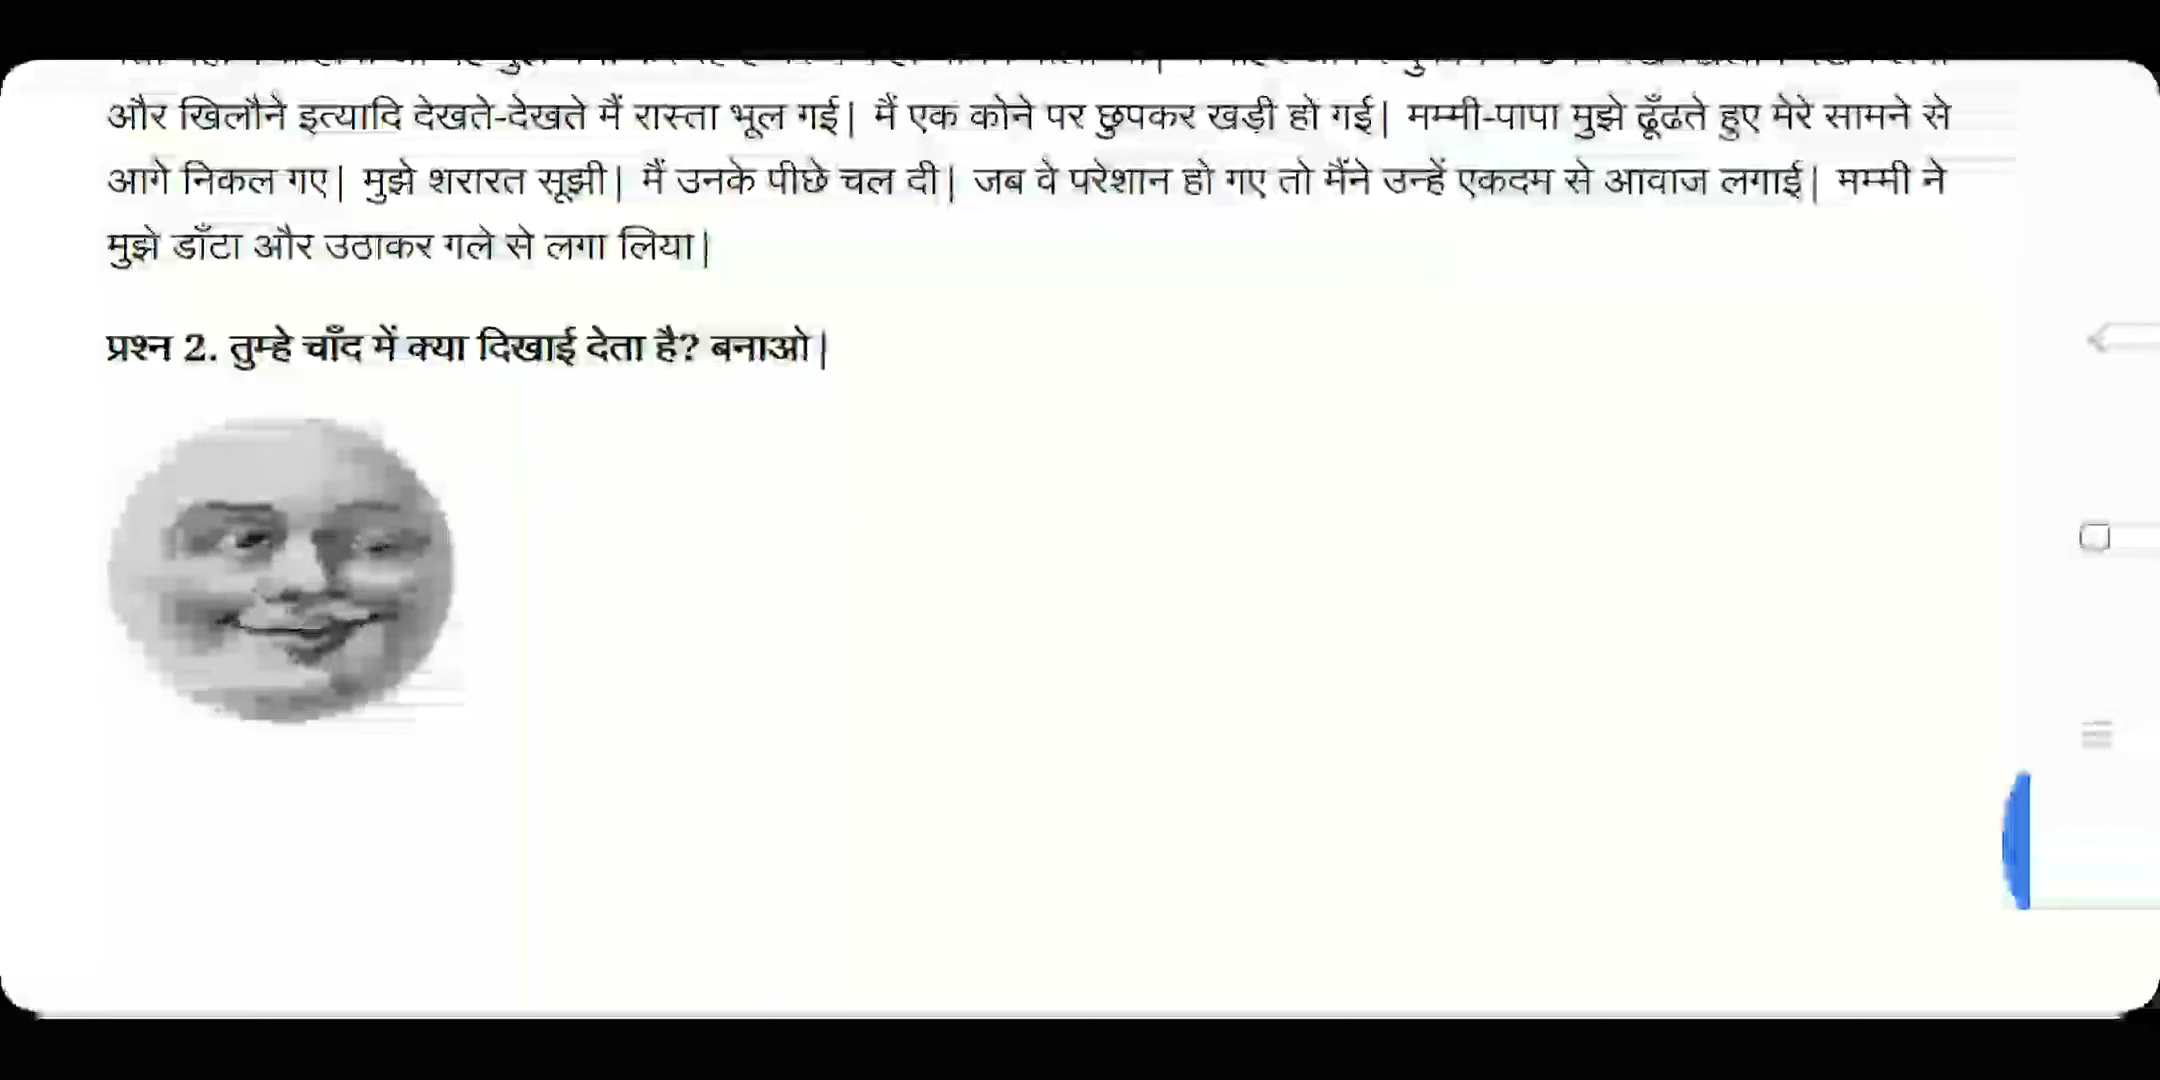 और खिलौने इत्यादि देखते-देखते मैं रास्ता भूल गई| मैं एक कोने पर छुपकर खड़ी हो गई| मम्मी-पापा मुझे ढूँढते हुए मेरे सामने से
आगे निकल गए| मुझे शरारत सूझी| मैं उनके पीछे चल दी| जब वे परेशान हो गए तो मैंने उन्हें एकदम से आवाज लगाई| मम्मी ने
मुझे डाँटा और उठाकर गले से लगा लिया|
प्रश्न 2. तुम्हे चाँद में क्या दिखाई देता है? बनाओ|